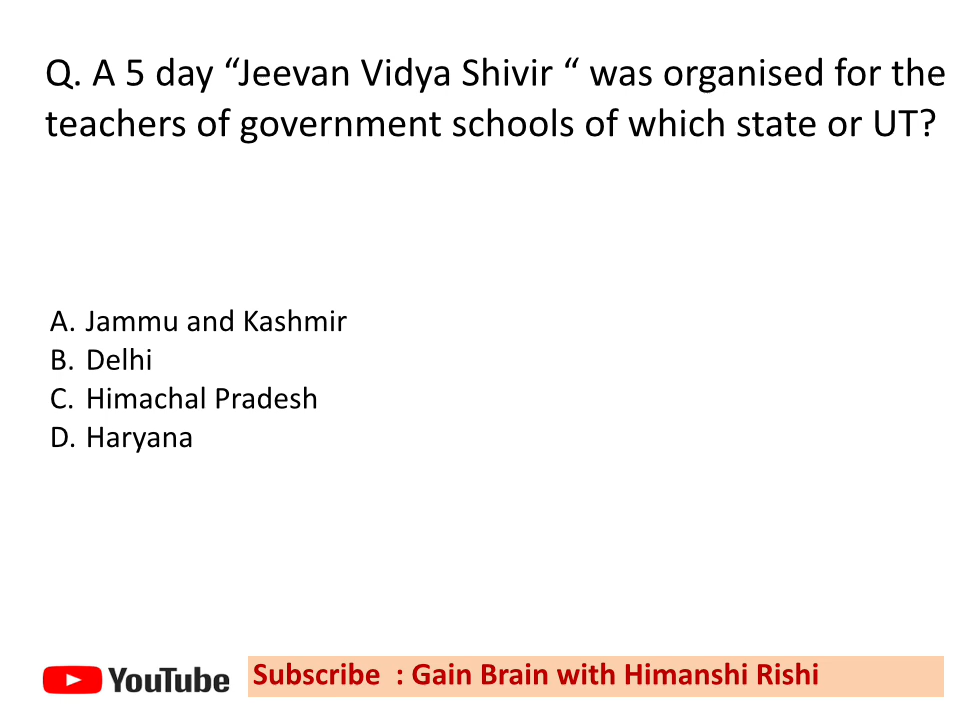 Q. A 5 day “Jeevan Vidya Shivir “ was organised for the
teachers of government schools of which state or UT?
A. Jammu and Kashmir
B. Delhi
C. Himachal Pradesh
D. Haryana
YouTube
Subscribe : Gain Brain with Himanshi Rishi